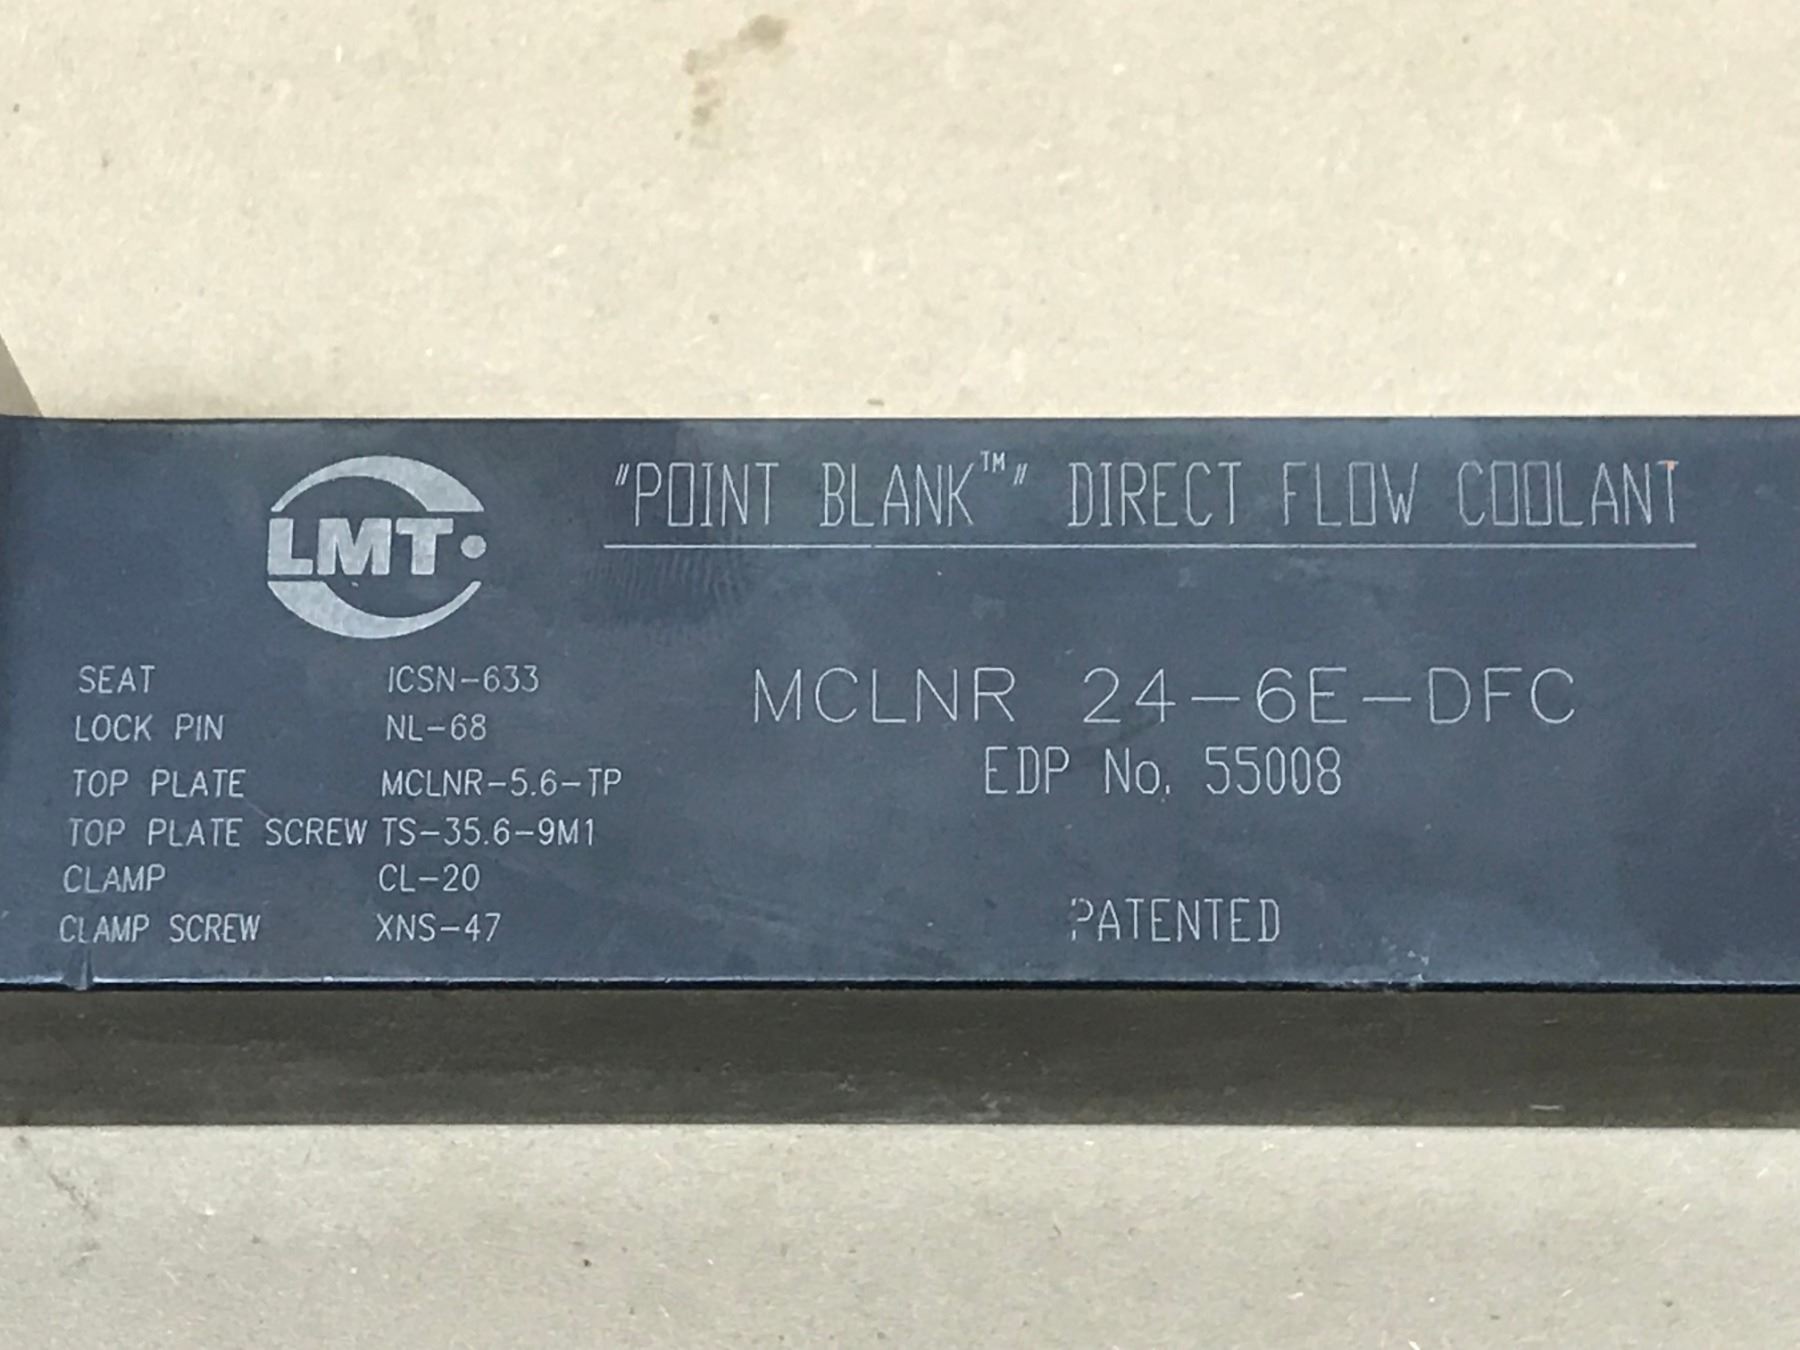 LMT
"POINT BLANK™" DIRECT FLOW COOLANT
SEAT ICSN-633
LOCK PIN NL-68
TOP PLATE MCLNR-5.6-TP
TOP PLATE SCREW TS-35.6-9M1
CLAMP CL-20
CLAMP SCREW XNS-47
MCLNR 24-6E-DFC
EDP No. 55008
PATENTED